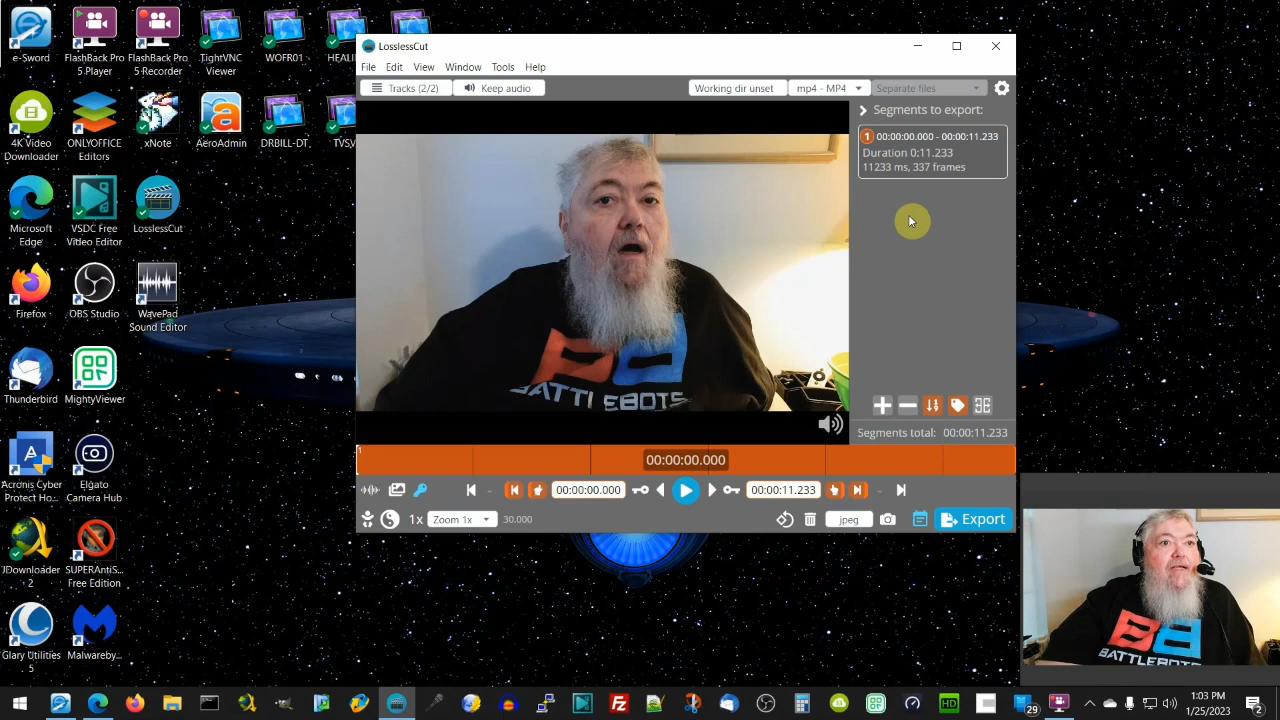 e-Sword
FlashBack Pro
5 Player
FlashBack Pro
5 Recorder
TightVNC
Viewer
WOFR01
HEALI
4K Video
Downloader
ONLYOFFICE
Editors
xNote
AeroAdmin
DRBILL-DT
TVS
Microsoft
Edge
VSDC Free
Video Editor
LosslessCut
Firefox
OBS Studio
WavePad
Sound Editor
Thunderbird
MightyViewer
Acronis Cyber
Protect Ho...
Elgato
Camera Hub
JDownloader
2
SUPERAntiS...
Free Edition
Glary Utilities
5
Malwareby...
LosslessCut
File Edit View Window Tools Help
Tracks (2/2) Keep audio Working dir unset mp4 - MP4 Separate files
Segments to export:
1 00:00:00.000 - 00:00:11.233
Duration 0:11.233
11233 ms, 337 frames
BATTLEBOTS
Segments total: 00:00:11.233
1
00:00:00.000
00:00:00.000 00:00:11.233
1x Zoom 1x 30.000 jpeg Export
BATTLEBOTS
HD 29
1:03 PM
1/25/2023
2